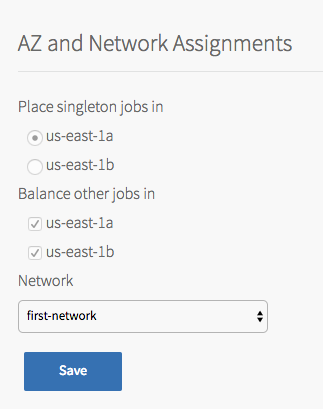 AZ and Network Assignments
Place singleton jobs in
us-east-1a
us-east-1b
Balance other jobs in
us-east-1a
us-east-1b
Network
first-network
Save